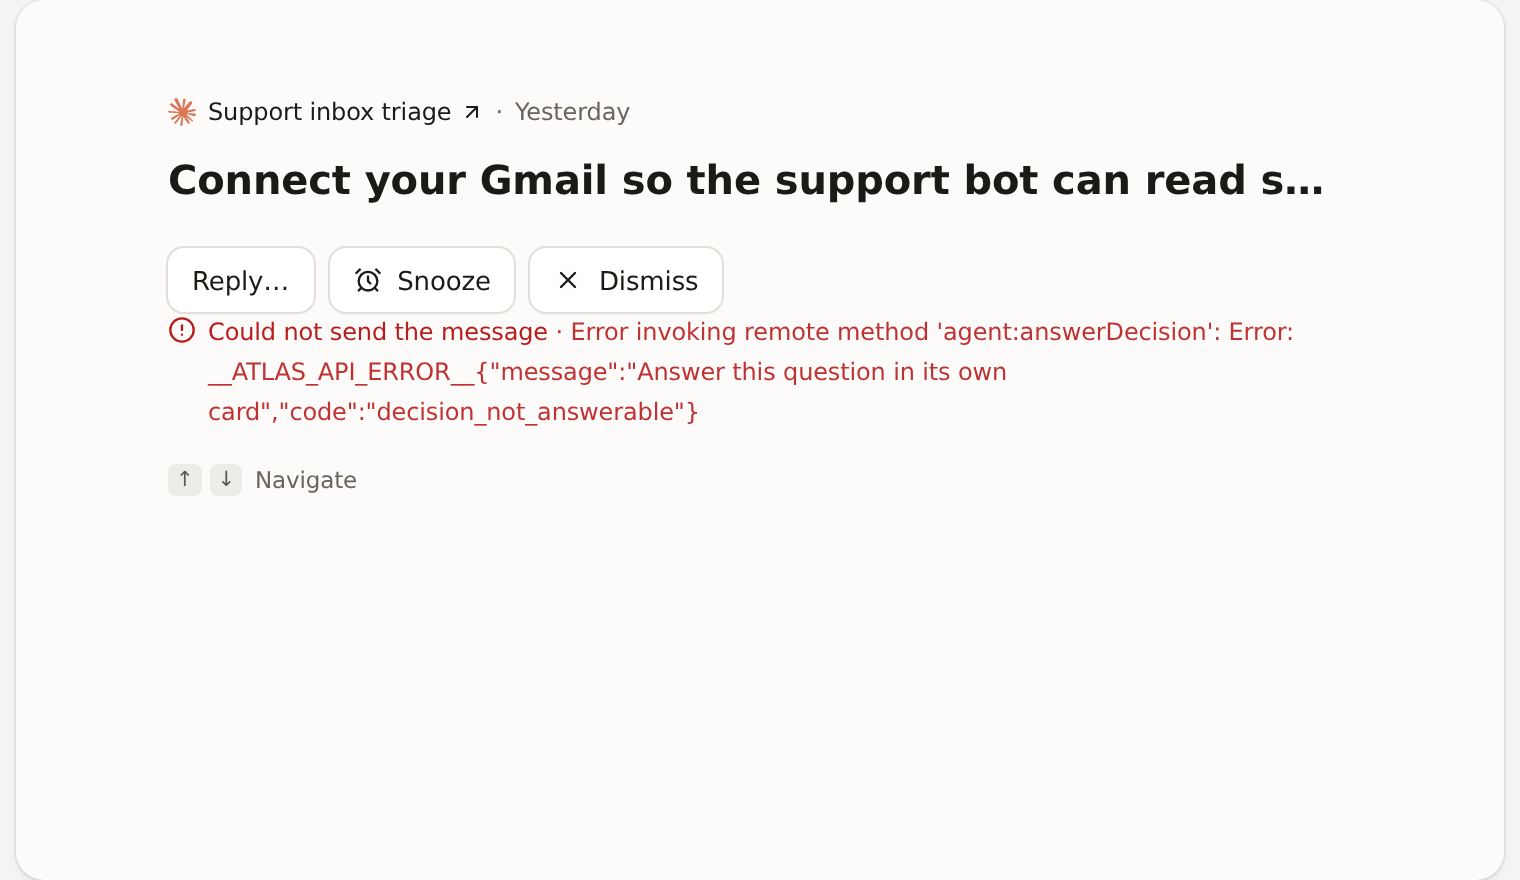 Support inbox triage ↗ · Yesterday
Connect your Gmail so the support bot can read s…
Reply… Snooze Dismiss
Could not send the message · Error invoking remote method 'agent:answerDecision': Error:
__ATLAS_API_ERROR__{"message":"Answer this question in its own
card","code":"decision_not_answerable"}
↑ ↓ Navigate